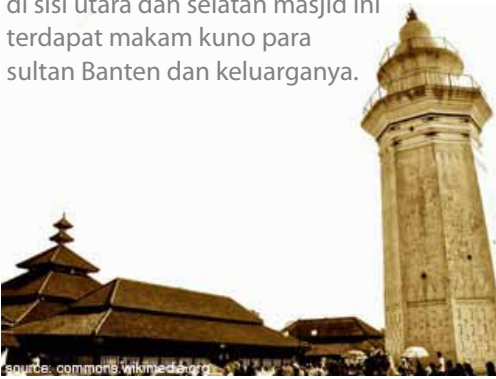 di sisi utara dan selatan masjid ini
terdapat makam kuno para
sultan Banten dan keluarganya.
source: commons.wikimedia.org